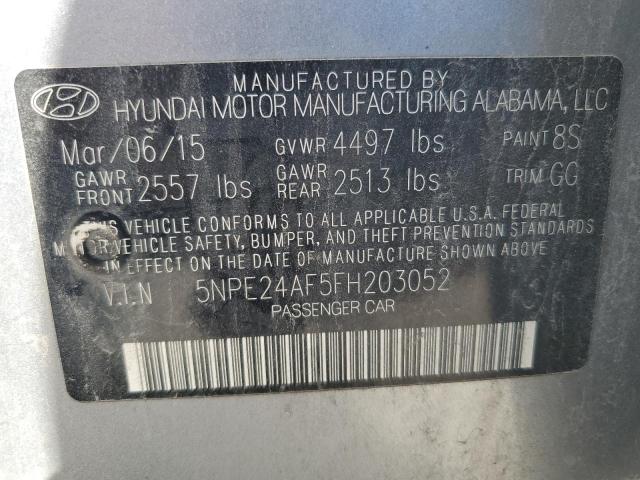 MANUFACTURED BY
HYUNDAI MOTOR MANUFACTURING ALABAMA, LLC
Mar/06/15 GVWR 4497 lbs PAINT 8S
GAWR FRONT 2557 lbs GAWR REAR 2513 lbs TRIM GG
THIS VEHICLE CONFORMS TO ALL APPLICABLE U.S.A. FEDERAL
MOTOR VEHICLE SAFETY, BUMPER, AND THEFT PREVENTION STANDARDS
IN EFFECT ON THE DATE OF MANUFACTURE SHOWN ABOVE
V.I.N 5NPE24AF5FH203052
PASSENGER CAR